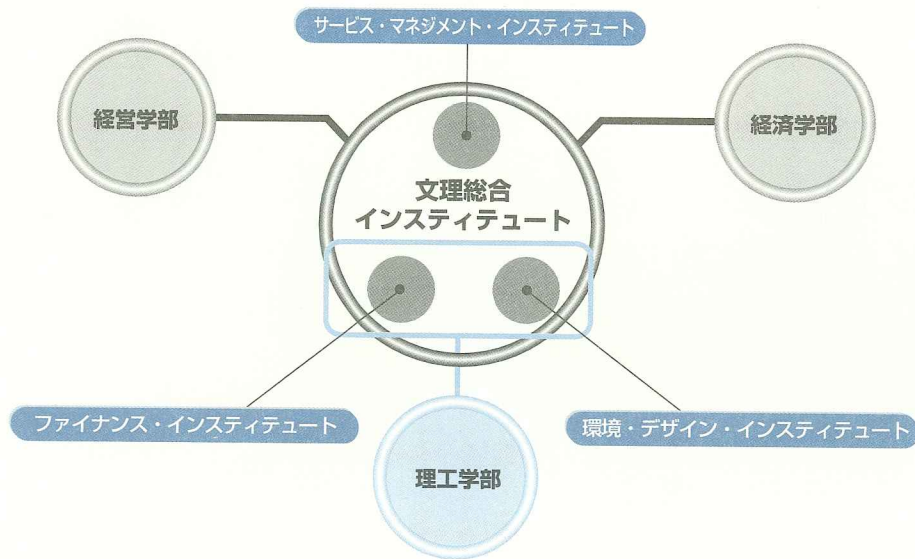 サービス・マネジメント・インスティテュート
経営学部
経済学部
文理総合
インスティテュート
ファイナンス・インスティテュート
環境・デザイン・インスティテュート
理工学部